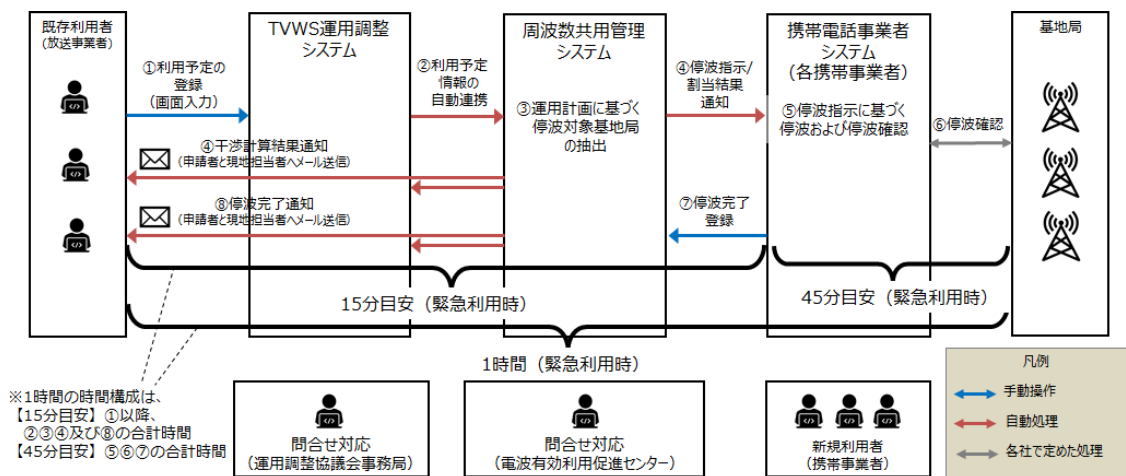 既存利用者
(放送事業者)
TVWS運用調整
システム
周波数共用管理
システム
携帯電話事業者
システム
(各携帯事業者)
基地局
①利用予定の
登録
(画面入力)
②利用予定
情報の
自動連携
③運用計画に基づく
停波対象基地局
の抽出
④停波指示/
割当結果
通知
⑤停波指示に基づく
停波および停波確認
⑥停波確認
④干渉計算結果通知
(申請者と現地担当者へメール送信)
⑧停波完了通知
(申請者と現地担当者へメール送信)
⑦停波完了
登録
15分目安(緊急利用時)
45分目安(緊急利用時)
1時間(緊急利用時)
※1時間の時間構成は、
【15分目安】①以降、
②③④及び⑧の合計時間
【45分目安】⑤⑥⑦の合計時間
問合せ対応
(運用調整協議会事務局)
問合せ対応
(電波有効利用促進センター)
新規利用者
(携帯事業者)
凡例
手動操作
自動処理
各社で定めた処理